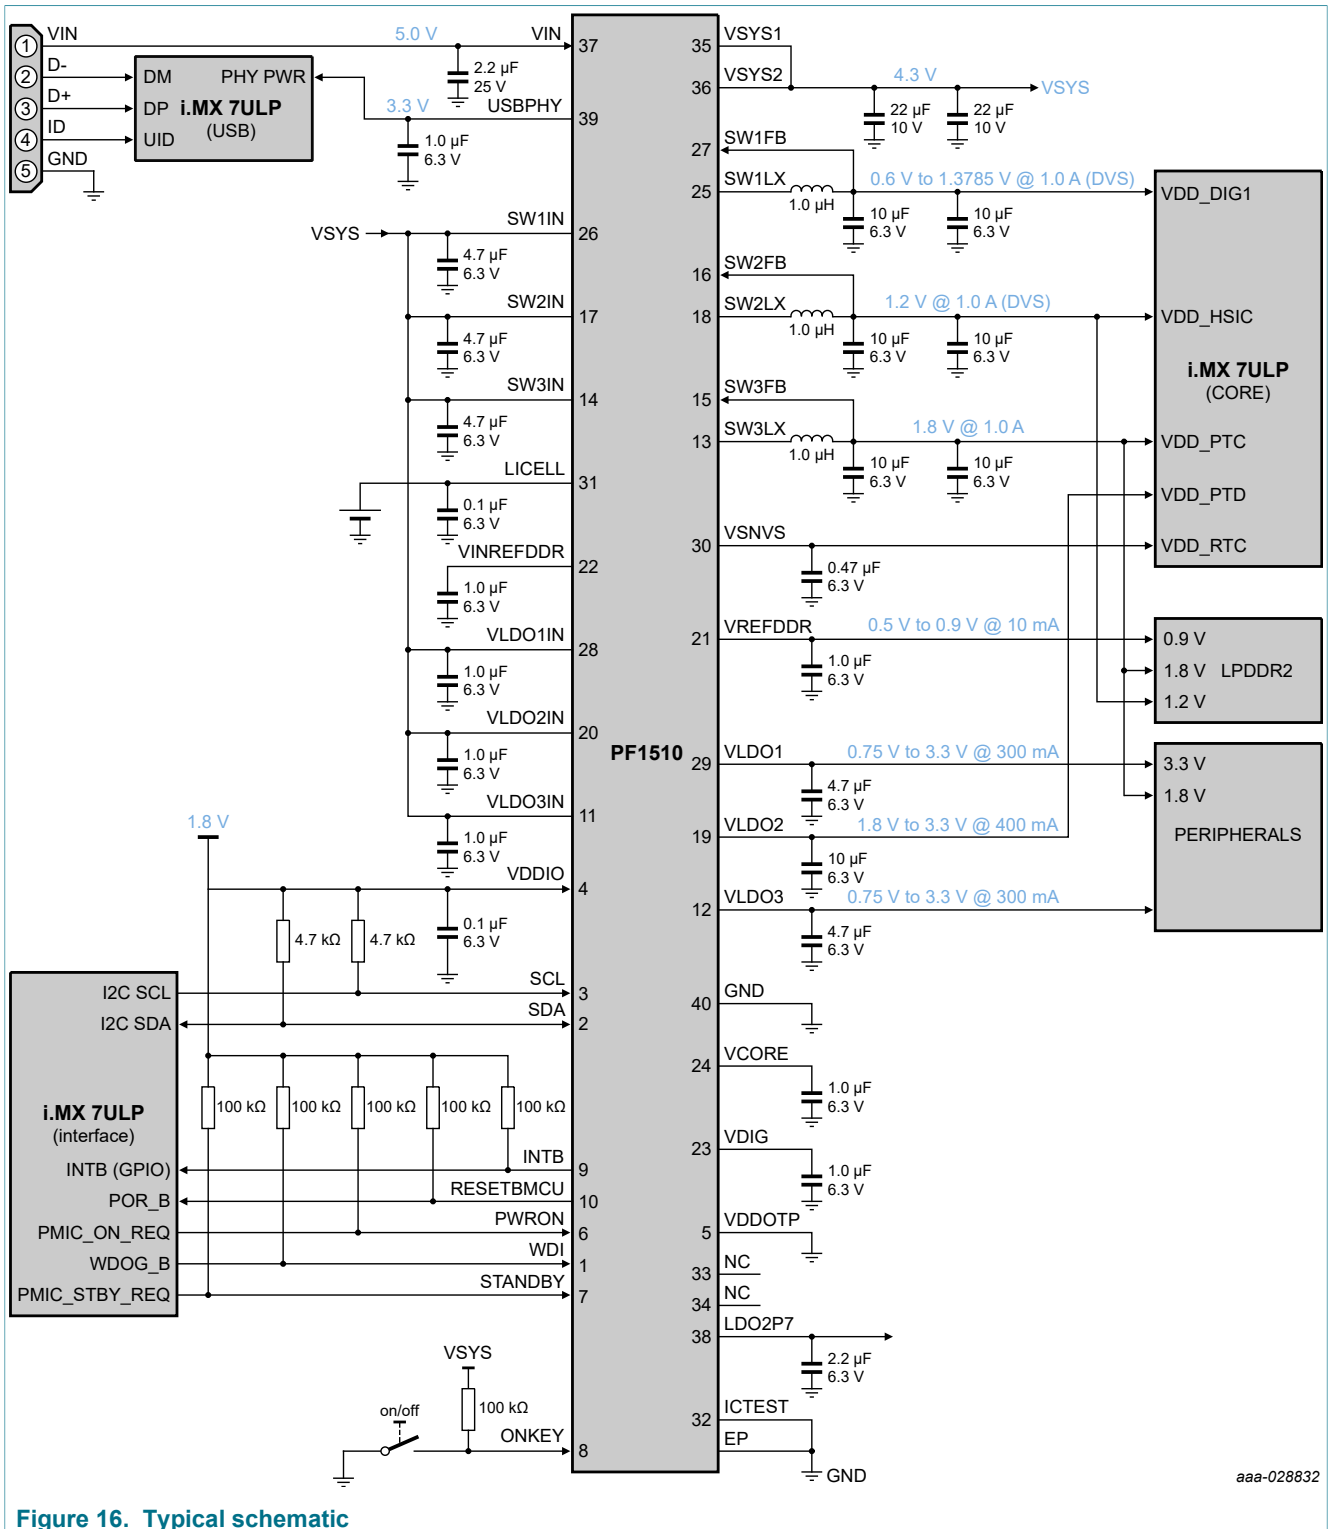 VIN
5.0 V
VIN
1
37
D-
2
DM
PHY PWR
2.2 µF
25 V
D+
3
DP
i.MX 7ULP
3.3 V
USBPHY
39
ID
4
UID
(USB)
1.0 µF
6.3 V
GND
5
VSYS
SW1IN
26
4.7 µF
6.3 V
SW2IN
17
4.7 µF
6.3 V
SW3IN
14
4.7 µF
6.3 V
LICELL
31
0.1 µF
6.3 V
VINREFDDR
22
1.0 µF
6.3 V
VLDO1IN
28
1.0 µF
6.3 V
VLDO2IN
20
1.0 µF
6.3 V
VLDO3IN
11
1.0 µF
6.3 V
1.8 V
VDDIO
4
4.7 kΩ
4.7 kΩ
0.1 µF
6.3 V
I2C SCL
SCL
3
I2C SDA
SDA
2
100 kΩ
100 kΩ
100 kΩ
100 kΩ
100 kΩ
i.MX 7ULP
(interface)
INTB (GPIO)
INTB
9
POR_B
RESETBMCU
10
PMIC_ON_REQ
PWRON
6
WDOG_B
WDI
1
PMIC_STBY_REQ
STANDBY
7
VSYS
100 kΩ
on/off
ONKEY
8
PF1510
VSYS1
35
VSYS2
36
4.3 V
VSYS
22 µF
10 V
22 µF
10 V
SW1FB
27
SW1LX
25
1.0 µH
0.6 V to 1.3785 V @ 1.0 A (DVS)
10 µF
6.3 V
10 µF
6.3 V
VDD_DIG1
SW2FB
16
SW2LX
18
1.0 µH
1.2 V @ 1.0 A (DVS)
10 µF
6.3 V
10 µF
6.3 V
VDD_HSIC
i.MX 7ULP
(CORE)
SW3FB
15
SW3LX
13
1.0 µH
1.8 V @ 1.0 A
10 µF
6.3 V
10 µF
6.3 V
VDD_PTC
VDD_PTD
VSNVS
30
0.47 µF
6.3 V
VDD_RTC
VREFDDR
21
0.5 V to 0.9 V @ 10 mA
1.0 µF
6.3 V
0.9 V
1.8 V LPDDR2
1.2 V
VLDO1
29
0.75 V to 3.3 V @ 300 mA
4.7 µF
6.3 V
3.3 V
1.8 V
PERIPHERALS
VLDO2
19
1.8 V to 3.3 V @ 400 mA
10 µF
6.3 V
VLDO3
12
0.75 V to 3.3 V @ 300 mA
4.7 µF
6.3 V
GND
40
VCORE
24
1.0 µF
6.3 V
VDIG
23
1.0 µF
6.3 V
VDDOTP
5
NC
33
NC
34
LDO2P7
38
2.2 µF
6.3 V
ICTEST
32
EP
GND
aaa-028832
Figure 16. Typical schematic